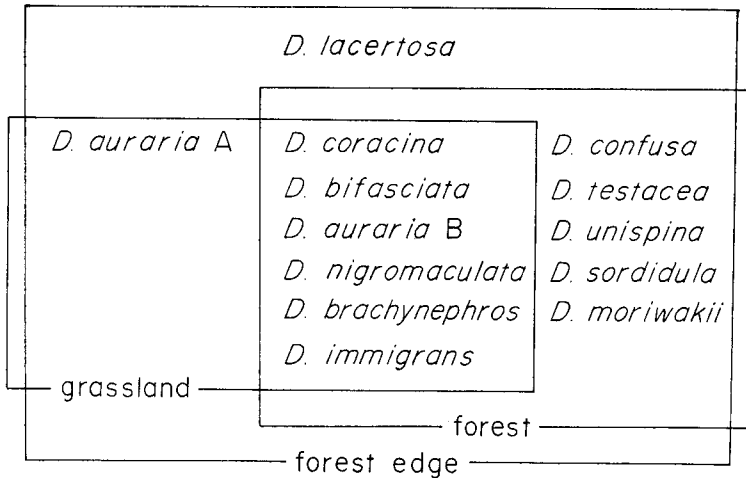 D. lacertosa
D. auraria A
D. coracina
D. bifasciata
D. auraria B
D. nigromaculata
D. brachynephros
D. immigrans
D. confusa
D. testacea
D. unispina
D. sordidula
D. moriwakii
grassland
forest
forest edge